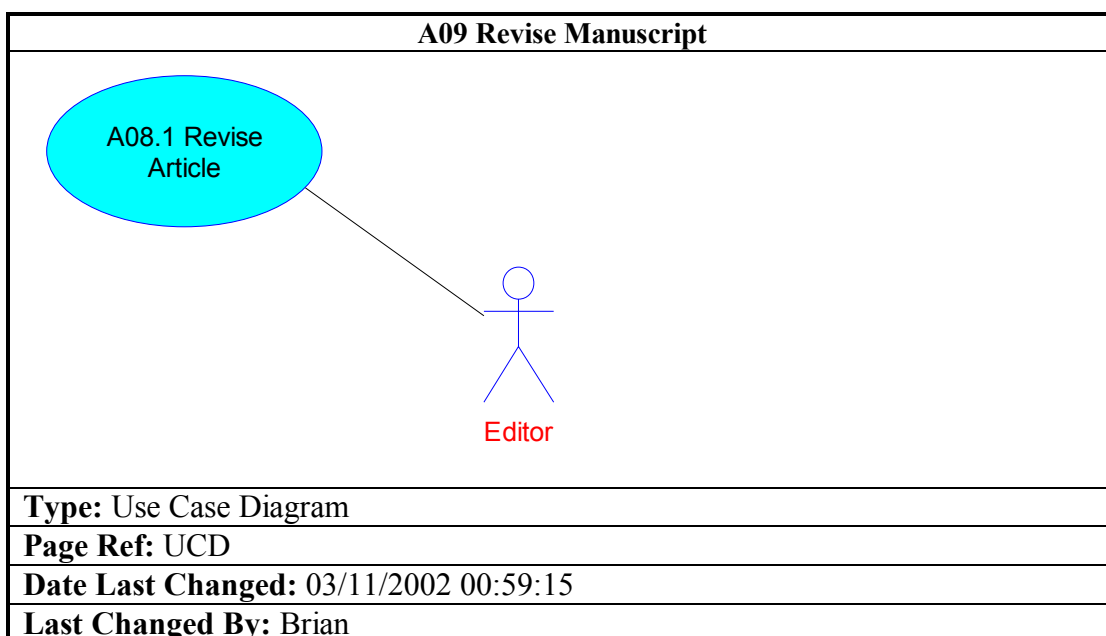 A09 Revise Manuscript
A08.1 Revise
Article
Editor
Type: Use Case Diagram
Page Ref: UCD
Date Last Changed: 03/11/2002 00:59:15
Last Changed By: Brian